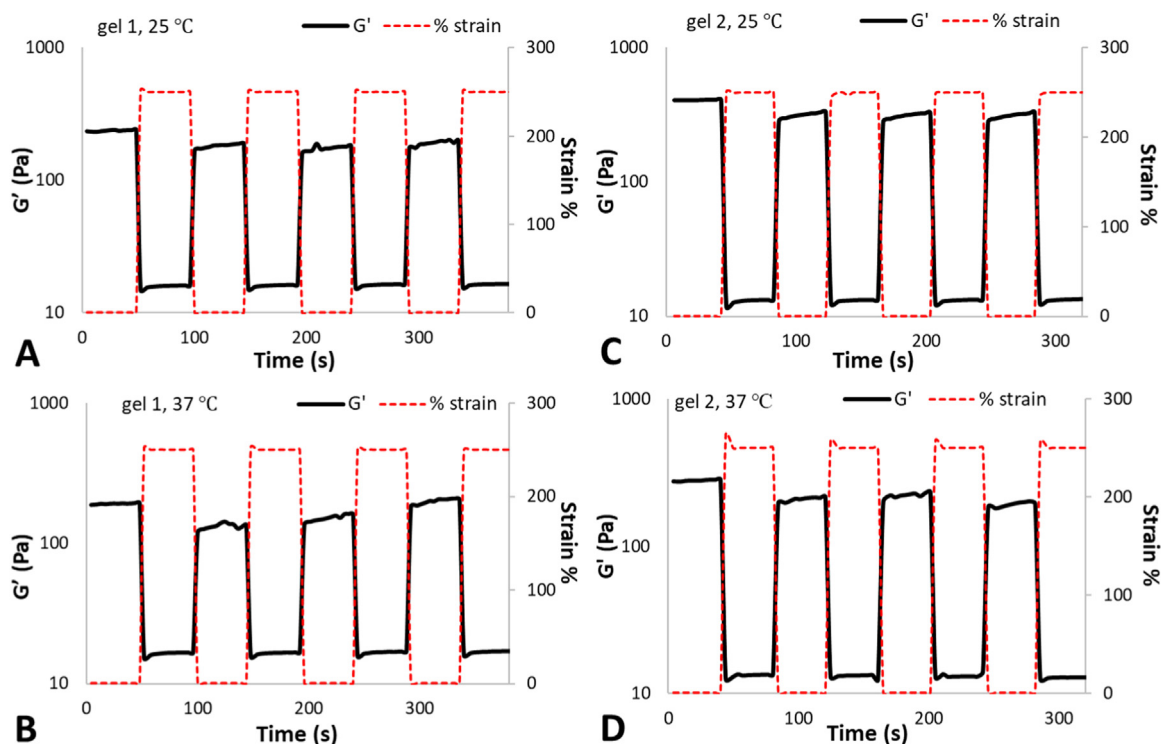 gel 1, 25 ℃ G' % strain
1000
100
10
G’ (Pa)
300
200
100
0
Strain %
0 100 200 300
Time (s)
A
gel 1, 37 ℃ G' % strain
1000
100
10
G’ (Pa)
300
200
100
0
Strain %
0 100 200 300
Time (s)
B
gel 2, 25 ℃ G' % strain
1000
100
10
G' (Pa)
300
200
100
0
Strain %
0 100 200 300
Time (s)
C
gel 2, 37 ℃ G' % strain
1000
100
10
G' (Pa)
300
200
100
0
Strain %
0 100 200 300
Time (s)
D